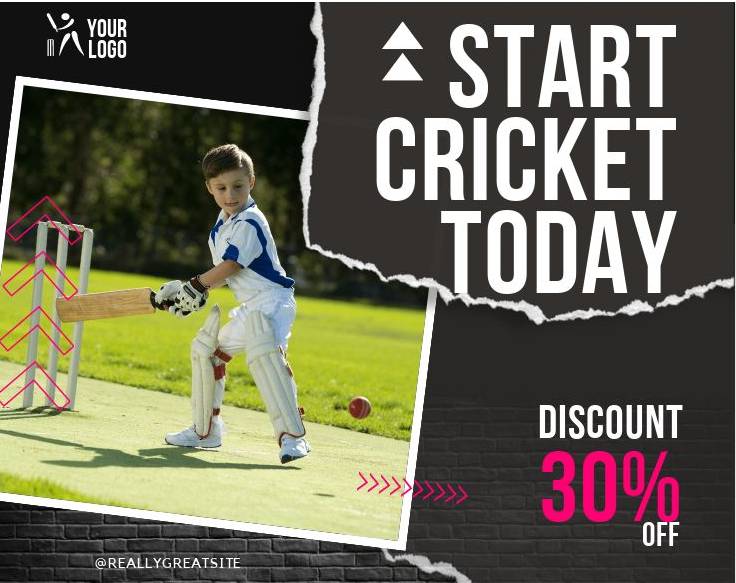 YOUR
LOGO
START
CRICKET
TODAY
DISCOUNT
30%
OFF
@REALLYGREATSITE